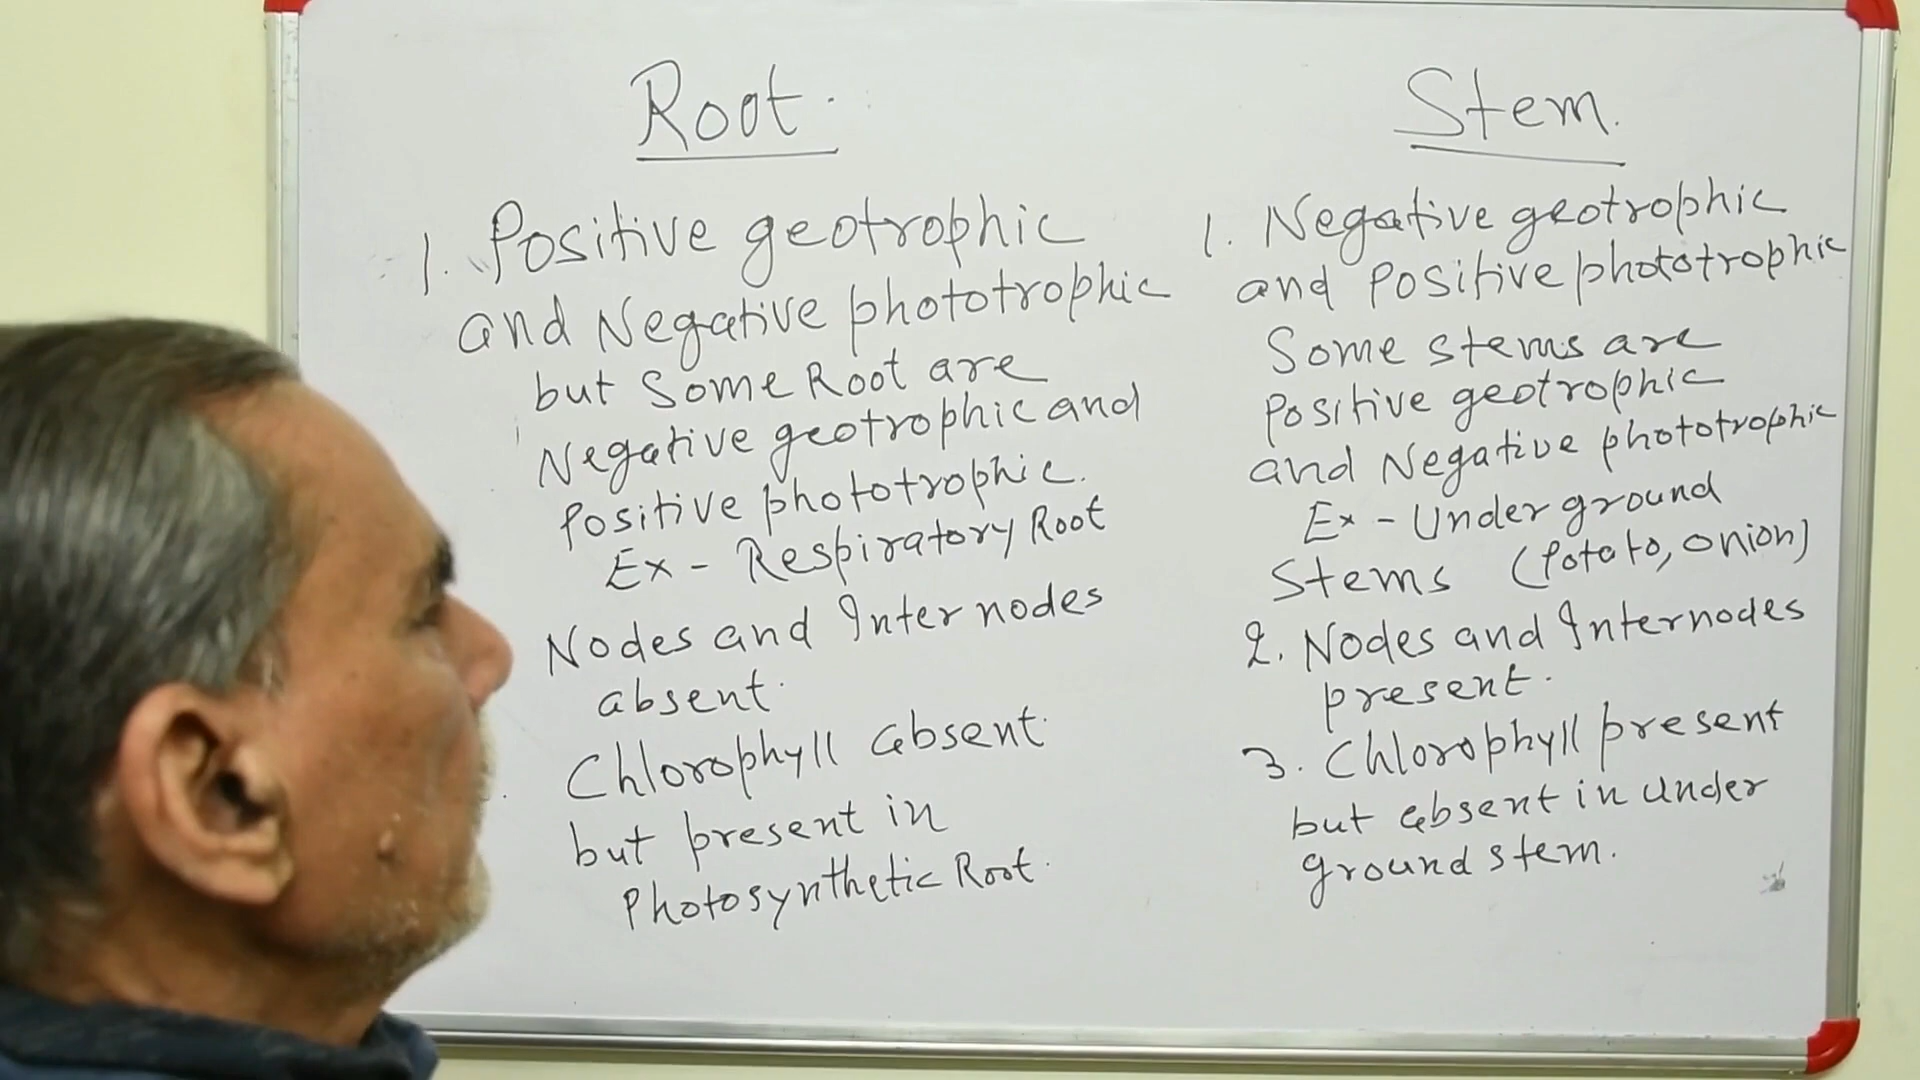 Root.
1. Positive geotrophic
and Negative phototrophic
but Some Root are
Negative geotrophic and
Positive phototrophic.
Ex - Respiratory Root
Nodes and Internodes
absent.
Chlorophyll absent.
but present in
Photosynthetic Root.
Stem.
1. Negative geotrophic
and Positive phototrophic
Some stems are
Positive geotrophic
and Negative phototrophic
Ex - Underground
Stems (Potato, onion)
2. Nodes and Internodes
present.
3. Chlorophyll present
but absent in under
ground stem.